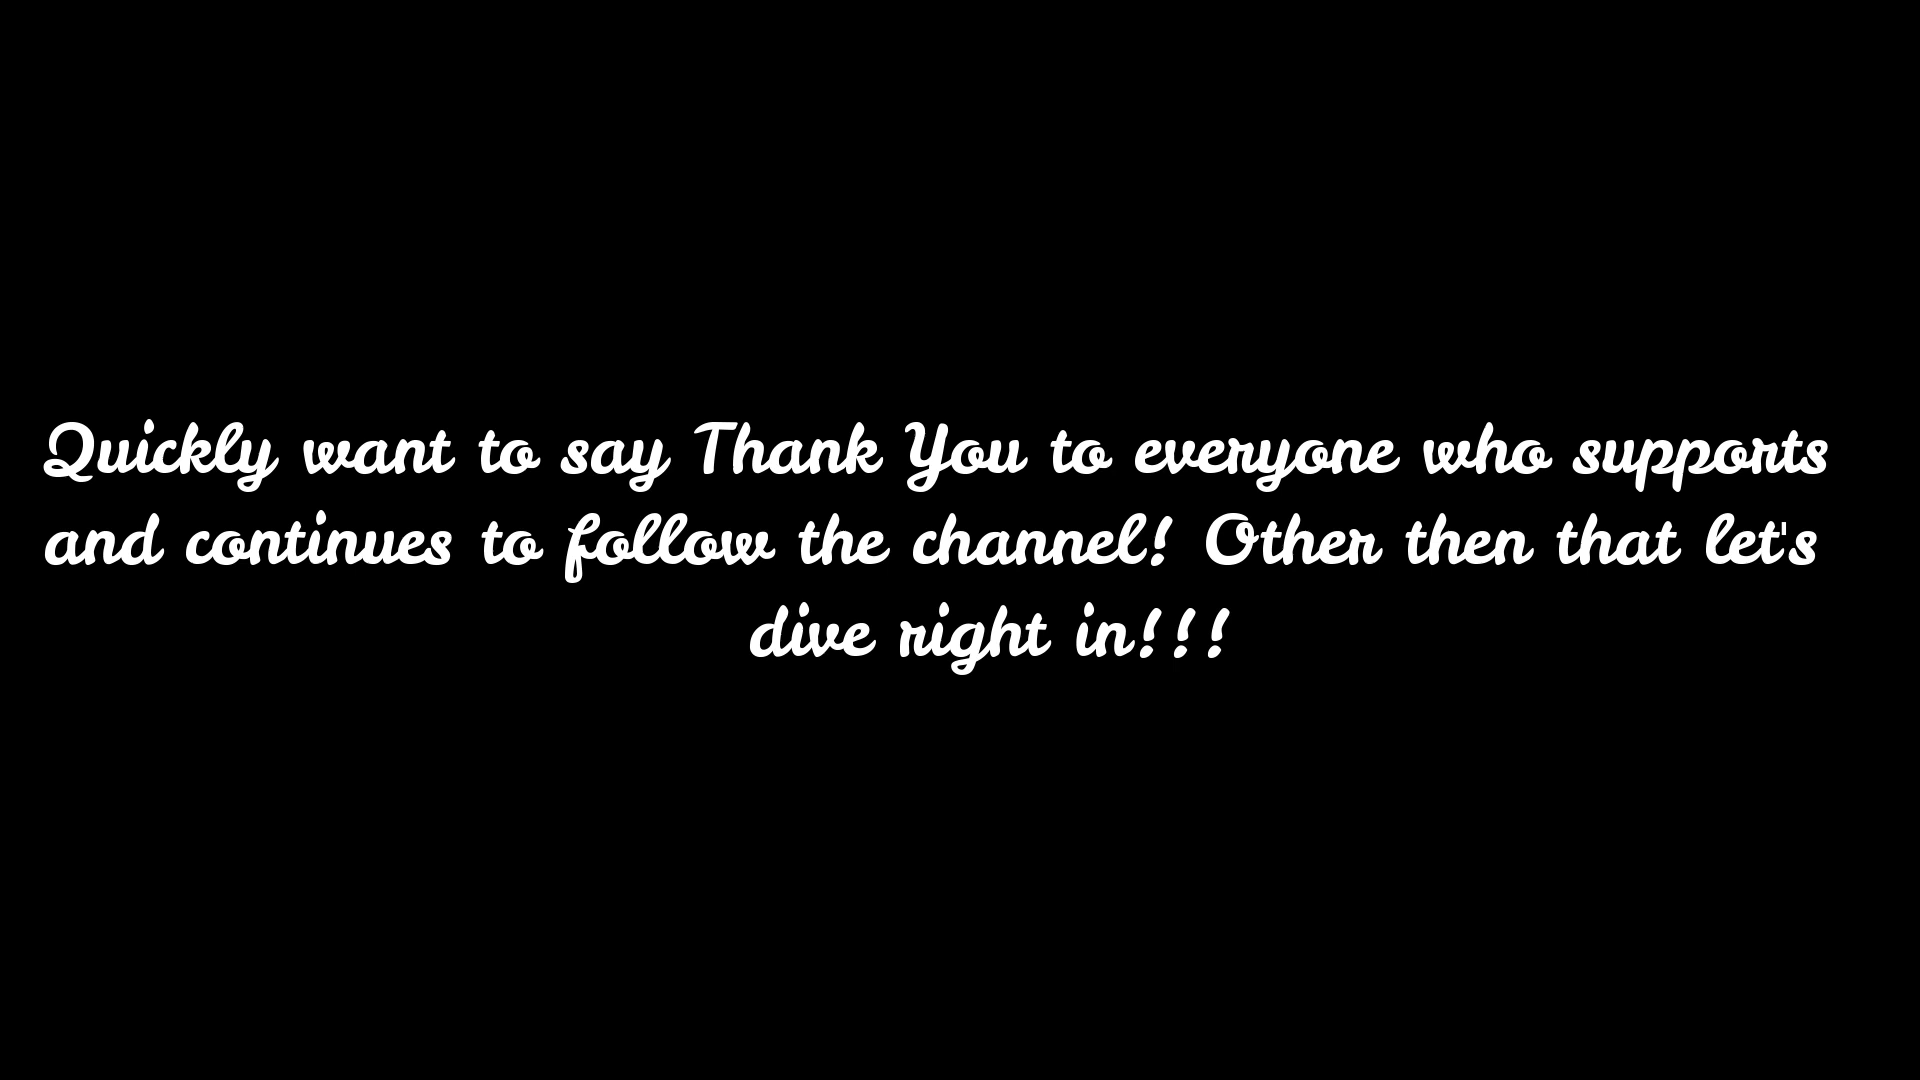 Quickly want to say Thank You to everyone who supports
and continues to follow the channel! Other then that let's
dive right in!!!